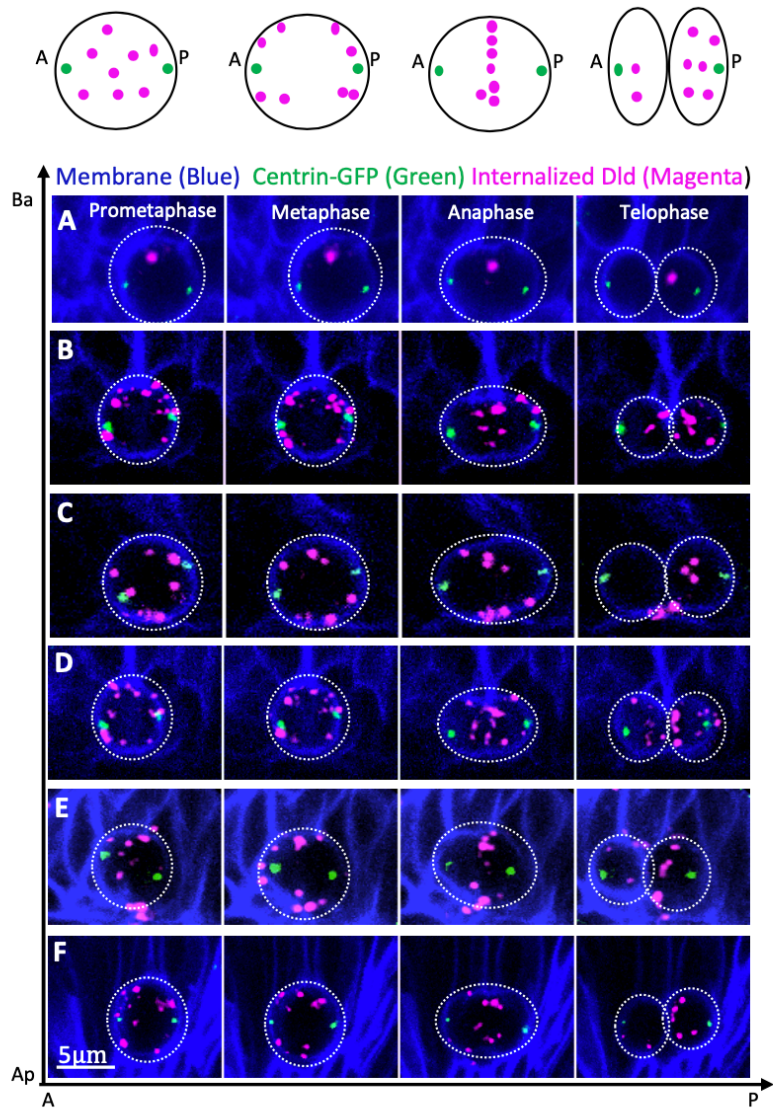 A P A P A P A P
Membrane (Blue) Centrin-GFP (Green) Internalized Dld (Magenta)
Ba
A Prometaphase Metaphase Anaphase Telophase
B
C
D
E
F
5μm
Ap
A P